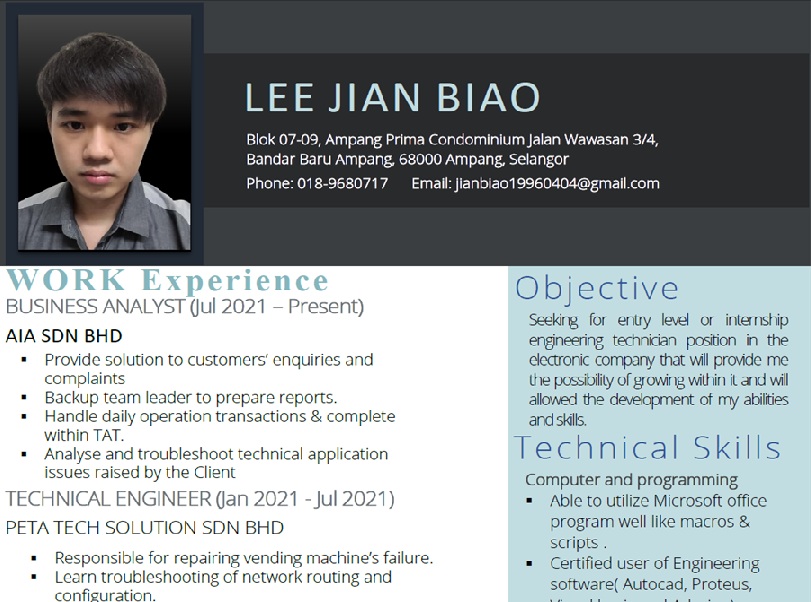 LEE JIAN BIAO
Blok 07-09, Ampang Prima Condominium Jalan Wawasan 3/4,
Bandar Baru Ampang, 68000 Ampang, Selangor
Phone: 018-9680717 Email: jianbiao19960404@gmail.com
WORK Experience
BUSINESS ANALYST (Jul 2021 – Present)
AIA SDN BHD
▪ Provide solution to customers’ enquiries and
complaints
▪ Backup team leader to prepare reports.
▪ Handle daily operation transactions & complete
within TAT.
▪ Analyse and troubleshoot technical application
issues raised by the Client
TECHNICAL ENGINEER (Jan 2021 - Jul 2021)
PETA TECH SOLUTION SDN BHD
▪ Responsible for repairing vending machine’s failure.
▪ Learn troubleshooting of network routing and
configuration.
Objective
Seeking for entry level or internship
engineering technician position in the
electronic company that will provide me
the possibility of growing within it and will
allowed the development of my abilities
and skills.
Technical Skills
Computer and programming
▪ Able to utilize Microsoft office
program well like macros &
scripts .
▪ Certified user of Engineering
software( Autocad, Proteus,